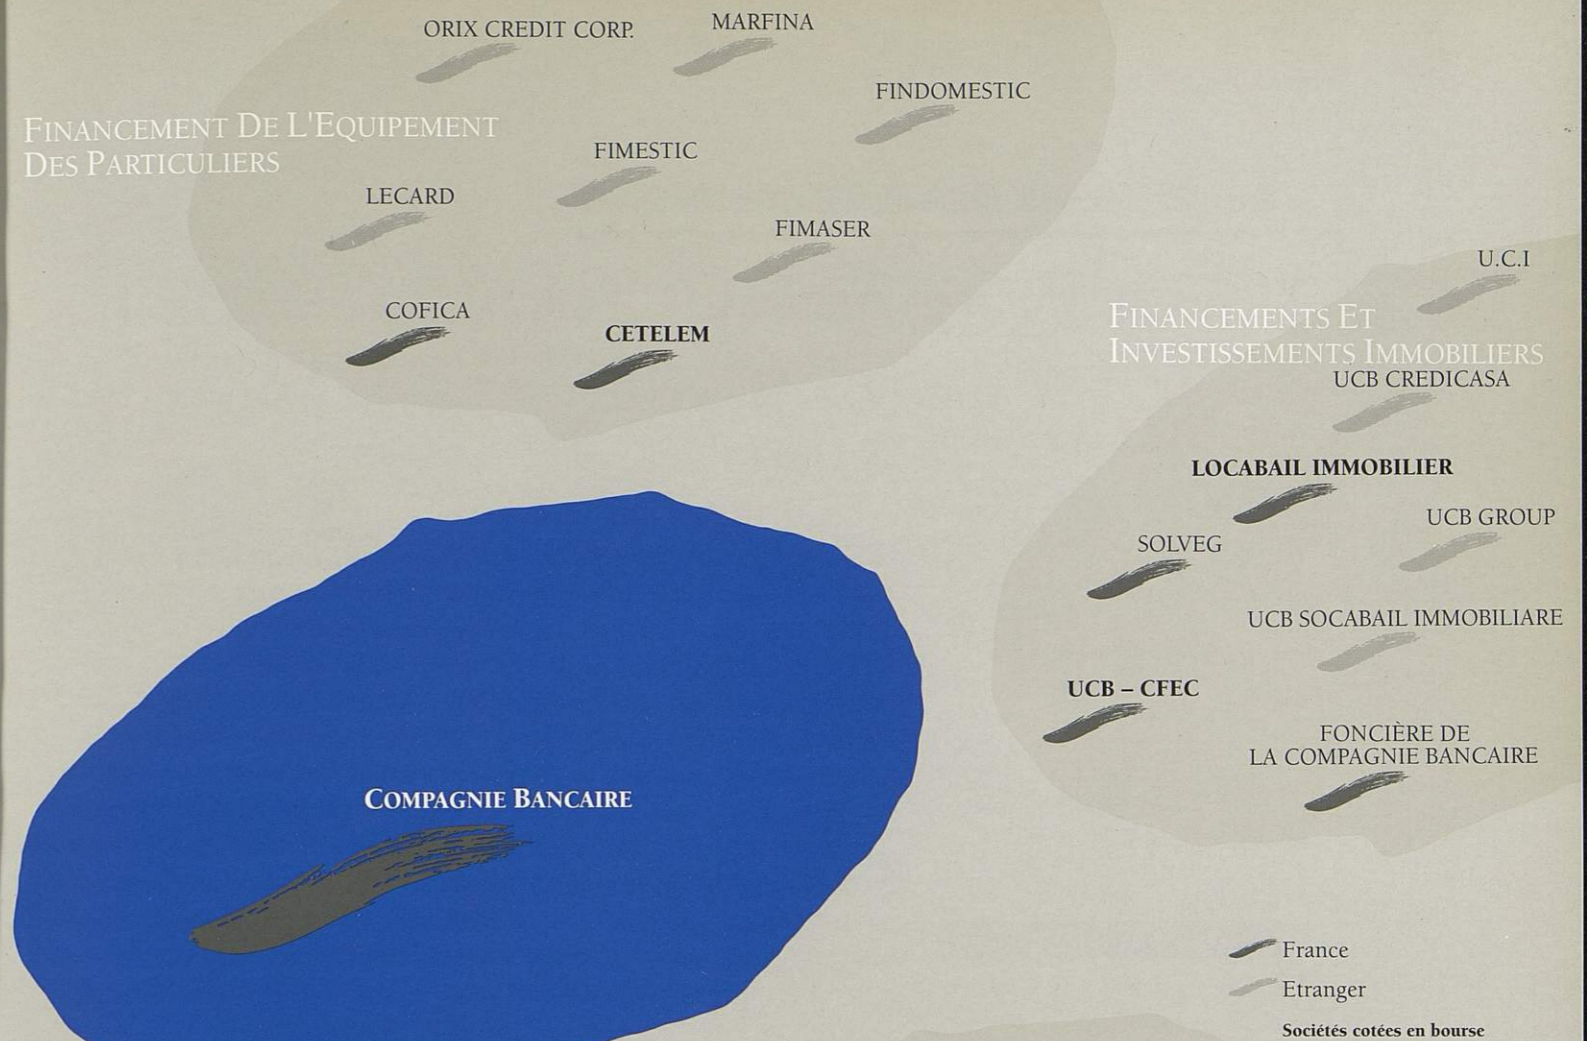 ORIX CREDIT CORP.
MARFINA
FINDOMESTIC
FINANCEMENT DE L'EQUIPEMENT
DES PARTICULIERS
FIMESTIC
LECARD
FIMASER
COFICA
CETELEM
U.C.I
FINANCEMENTS ET
INVESTISSEMENTS IMMOBILIERS
UCB CREDICASA
LOCABAIL IMMOBILIER
UCB GROUP
SOLVEG
UCB SOCABAIL IMMOBILIARE
UCB – CFEC
FONCIÈRE DE
LA COMPAGNIE BANCAIRE
COMPAGNIE BANCAIRE
France
Etranger
Sociétés cotées en bourse